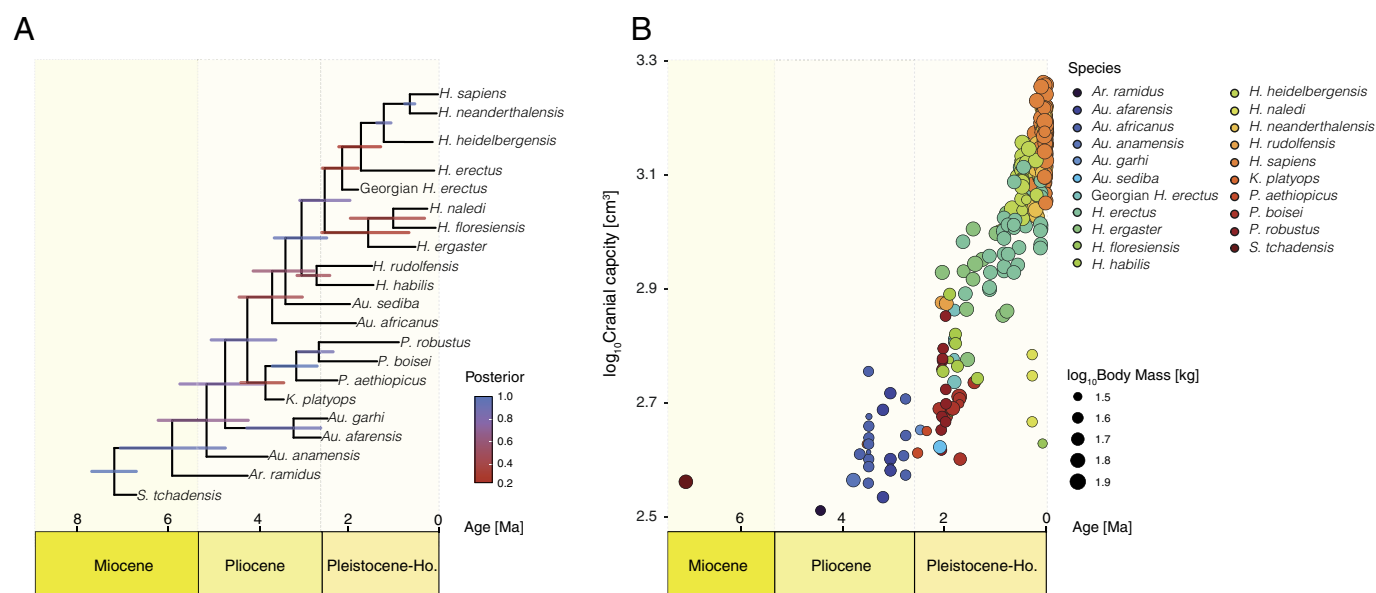 A
H. sapiens
H. neanderthalensis
H. heidelbergensis
H. erectus
Georgian H. erectus
H. naledi
H. floresiensis
H. ergaster
H. rudolfensis
H. habilis
Au. sediba
Au. africanus
P. robustus
P. boisei
P. aethiopicus
K. platyops
Au. garhi
Au. afarensis
Au. anamensis
Ar. ramidus
S. tchadensis
Posterior
1.0
0.8
0.6
0.4
0.2
8 6 4 2 0 Age [Ma]
Miocene Pliocene Pleistocene-Ho.
B
log10Cranial capcity [cm3]
3.3
3.1
2.9
2.7
2.5
6 4 2 0 Age [Ma]
Miocene Pliocene Pleistocene-Ho.
Species
Ar. ramidus
Au. afarensis
Au. africanus
Au. anamensis
Au. garhi
Au. sediba
Georgian H. erectus
H. erectus
H. ergaster
H. floresiensis
H. habilis
H. heidelbergensis
H. naledi
H. neanderthalensis
H. rudolfensis
H. sapiens
K. platyops
P. aethiopicus
P. boisei
P. robustus
S. tchadensis
log10Body Mass [kg]
1.5
1.6
1.7
1.8
1.9